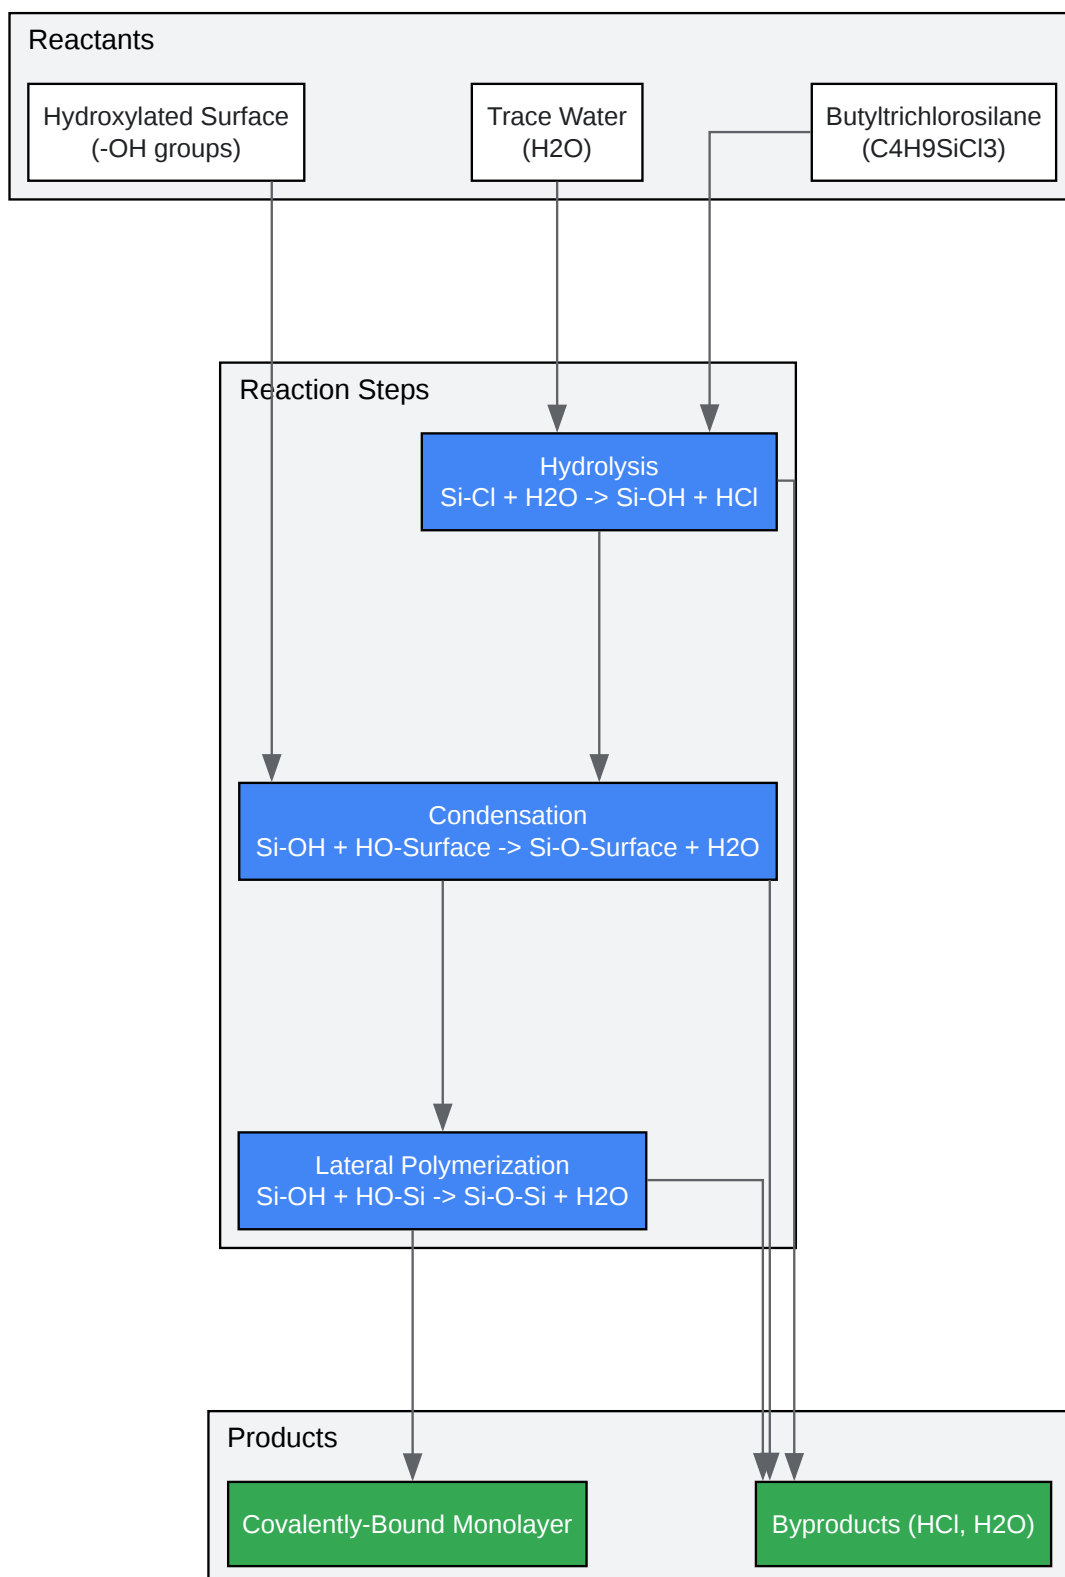 Reactants
Hydroxylated Surface
(-OH groups)
Trace Water
(H2O)
Butyltrichlorosilane
(C4H9SiCl3)
Reaction Steps
Hydrolysis
Si-Cl + H2O -> Si-OH + HCl
Condensation
Si-OH + HO-Surface -> Si-O-Surface + H2O
Lateral Polymerization
Si-OH + HO-Si -> Si-O-Si + H2O
Products
Covalently-Bound Monolayer
Byproducts (HCl, H2O)